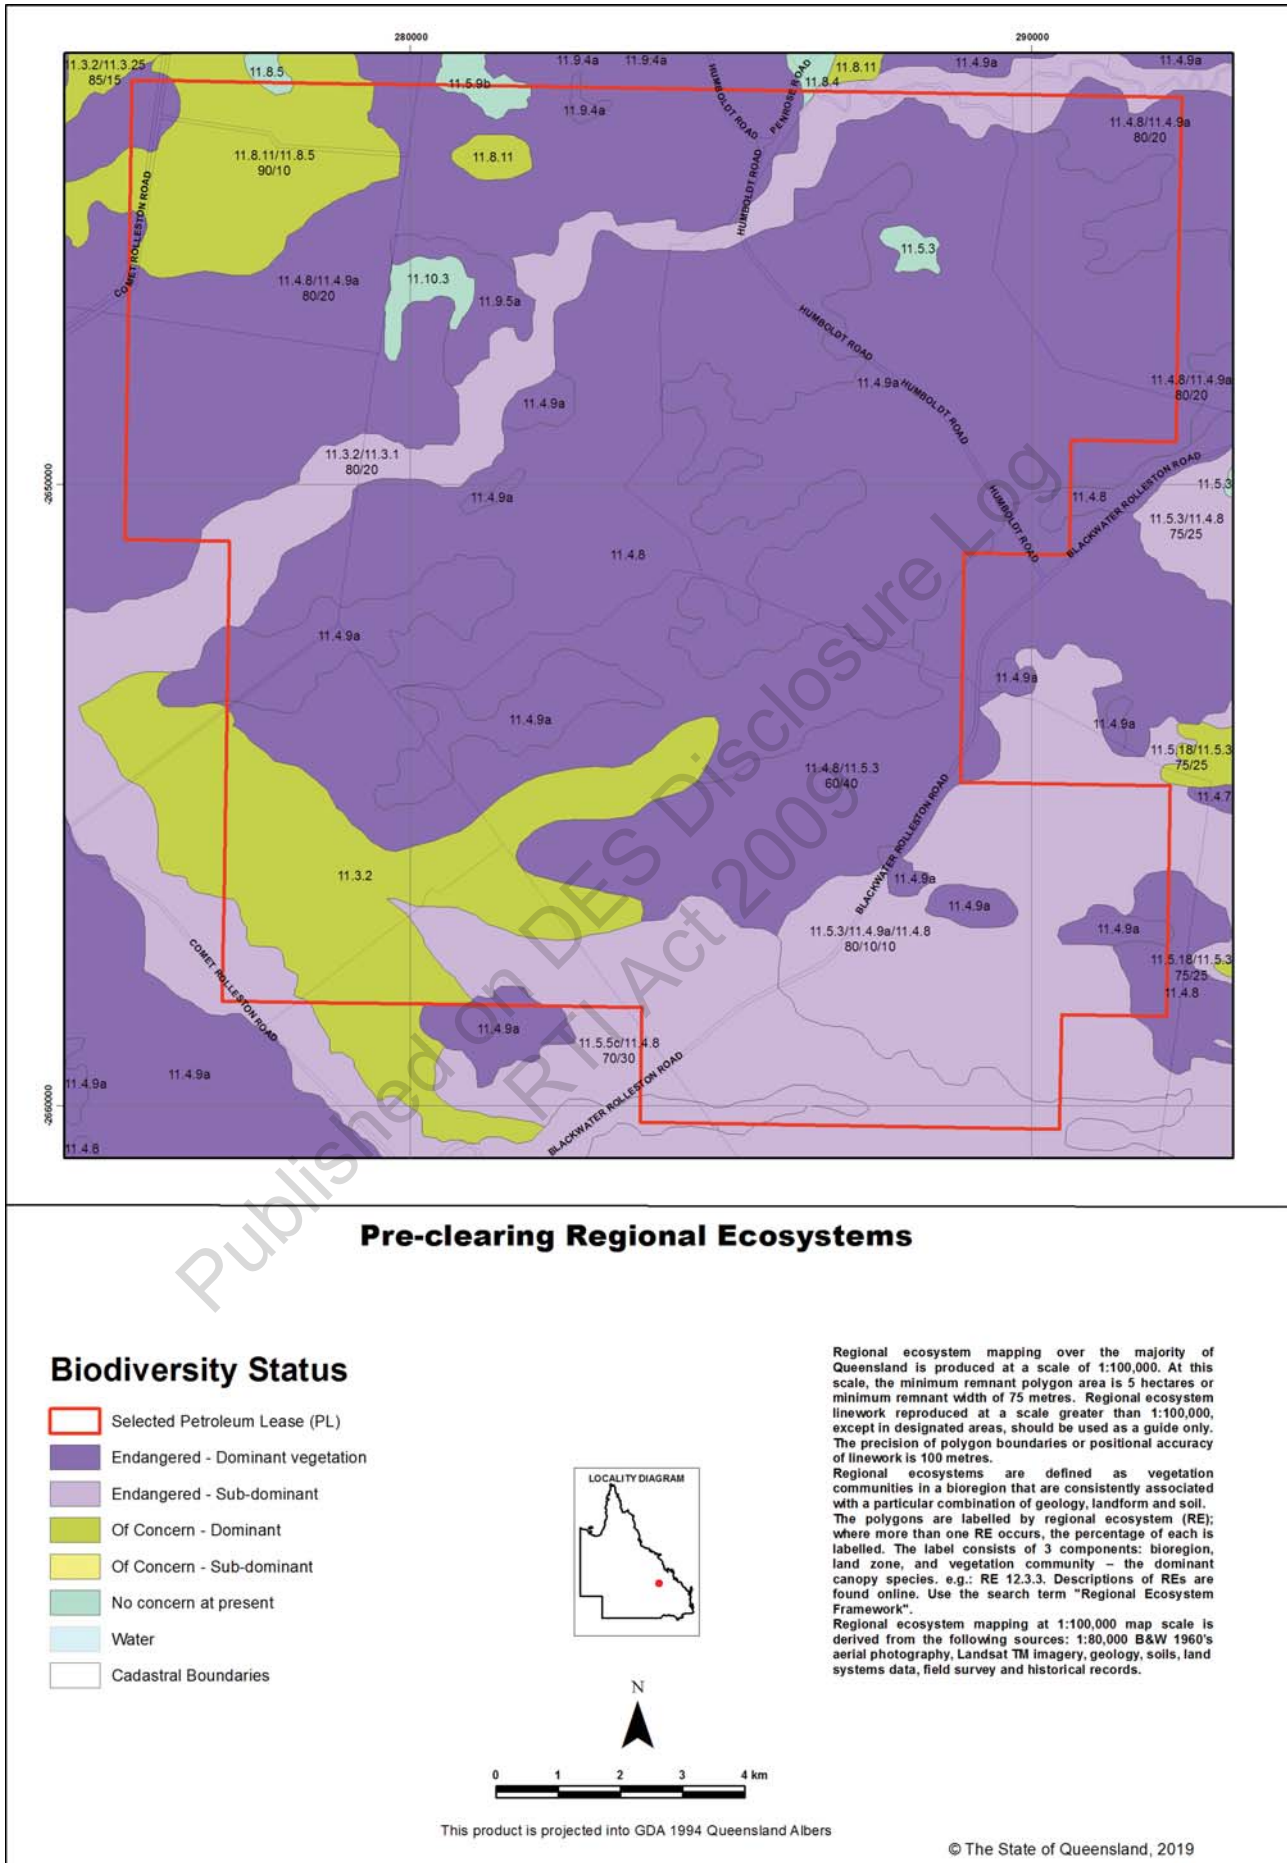 280000
290000
11.3.2/11.3.25
85/15
11.8.5
11.5.9b
11.9.4a
11.9.4a
11.8.11
11.8.4
11.4.9a
11.4.9a
HUMBOLDT ROAD
PENROSE ROAD
11.9.4a
11.4.8/11.4.9a
80/20
11.8.11/11.8.5
90/10
11.8.11
HUMBOLDT ROAD
COMET ROLLESTON ROAD
11.5.3
11.4.8/11.4.9a
80/20
11.10.3
11.9.5a
HUMBOLDT ROAD
11.4.9a
HUMBOLDT ROAD
11.4.8/11.4.9a
80/20
11.4.9a
11.3.2/11.3.1
80/20
-2650000
11.4.9a
HUMBOLDT ROAD
11.4.8
BLACKWATER ROLLESTON ROAD
11.5.3
11.5.3/11.4.8
75/25
11.4.8
11.4.9a
11.4.9a
11.4.9a
11.4.9a
11.5.18/11.5.3
75/25
11.4.8/11.5.3
60/40
11.4.7
BLACKWATER ROLLESTON ROAD
11.3.2
11.4.9a
11.4.9a
11.4.9a
11.5.3/11.4.9a/11.4.8
80/10/10
COMET ROLLESTON ROAD
11.5.18/11.5.3
75/25
11.4.8
11.4.9a
11.5.5c/11.4.8
70/30
11.4.9a
11.4.9a
BLACKWATER ROLLESTON ROAD
-2660000
11.4.8
Published on DES Disclosure Log
RTI Act 2009
Pre-clearing Regional Ecosystems
Biodiversity Status
Selected Petroleum Lease (PL)
Endangered - Dominant vegetation
Endangered - Sub-dominant
Of Concern - Dominant
Of Concern - Sub-dominant
No concern at present
Water
Cadastral Boundaries
LOCALITY DIAGRAM
N
0 1 2 3 4 km
This product is projected into GDA 1994 Queensland Albers
Regional ecosystem mapping over the majority of
Queensland is produced at a scale of 1:100,000. At this
scale, the minimum remnant polygon area is 5 hectares or
minimum remnant width of 75 metres. Regional ecosystem
linework reproduced at a scale greater than 1:100,000,
except in designated areas, should be used as a guide only.
The precision of polygon boundaries or positional accuracy
of linework is 100 metres.
Regional ecosystems are defined as vegetation
communities in a bioregion that are consistently associated
with a particular combination of geology, landform and soil.
The polygons are labelled by regional ecosystem (RE);
where more than one RE occurs, the percentage of each is
labelled. The label consists of 3 components: bioregion,
land zone, and vegetation community – the dominant
canopy species. e.g.: RE 12.3.3. Descriptions of REs are
found online. Use the search term "Regional Ecosystem
Framework".
Regional ecosystem mapping at 1:100,000 map scale is
derived from the following sources: 1:80,000 B&W 1960's
aerial photography, Landsat TM imagery, geology, soils, land
systems data, field survey and historical records.
© The State of Queensland, 2019